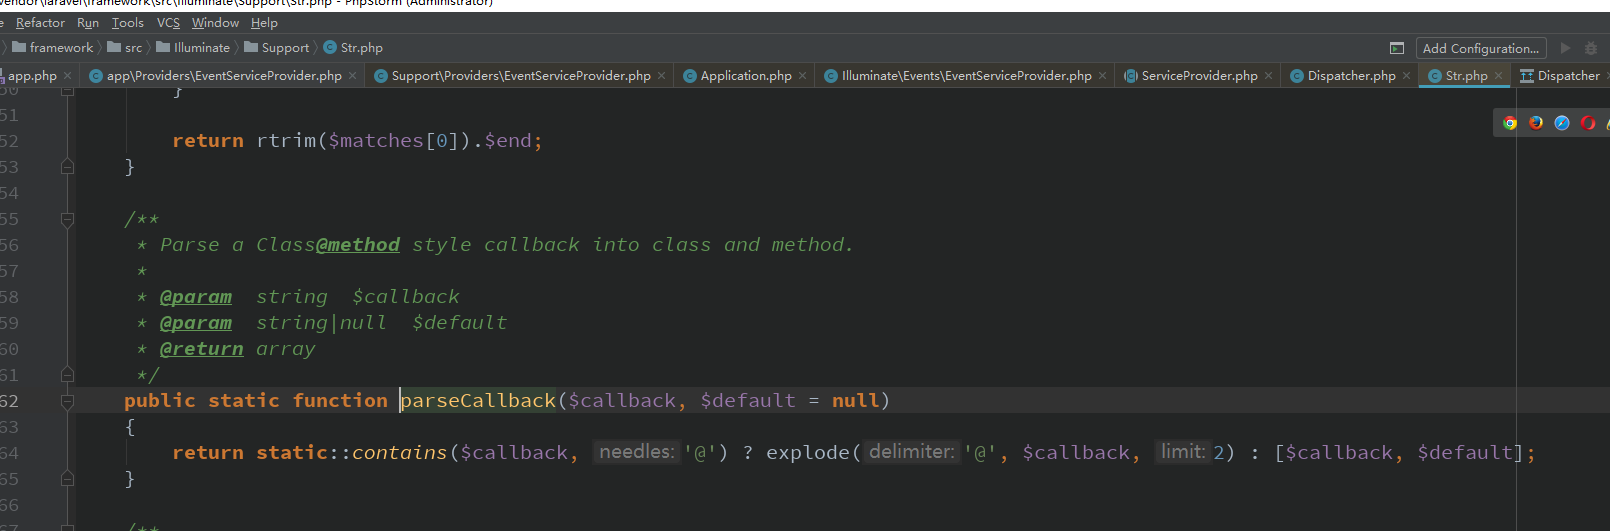 vendor\laravel\framework\src\Illuminate\Support\Str.php - PhpStorm (Administrator)
e Refactor Run Tools VCS Window Help
framework src Illuminate Support Str.php Add Configuration...
app.php app\Providers\EventServiceProvider.php Support\Providers\EventServiceProvider.php Application.php Illuminate\Events\EventServiceProvider.php ServiceProvider.php Dispatcher.php Str.php Dispatcher
50 }
51
52 return rtrim($matches[0]).$end;
53 }
54
55 /**
56 * Parse a Class@method style callback into class and method.
57 *
58 * @param string $callback
59 * @param string|null $default
60 * @return array
61 */
62 public static function parseCallback($callback, $default = null)
63 {
64 return static::contains($callback, needles: '@') ? explode( delimiter: '@', $callback, limit: 2) : [$callback, $default];
65 }
66
67 /**